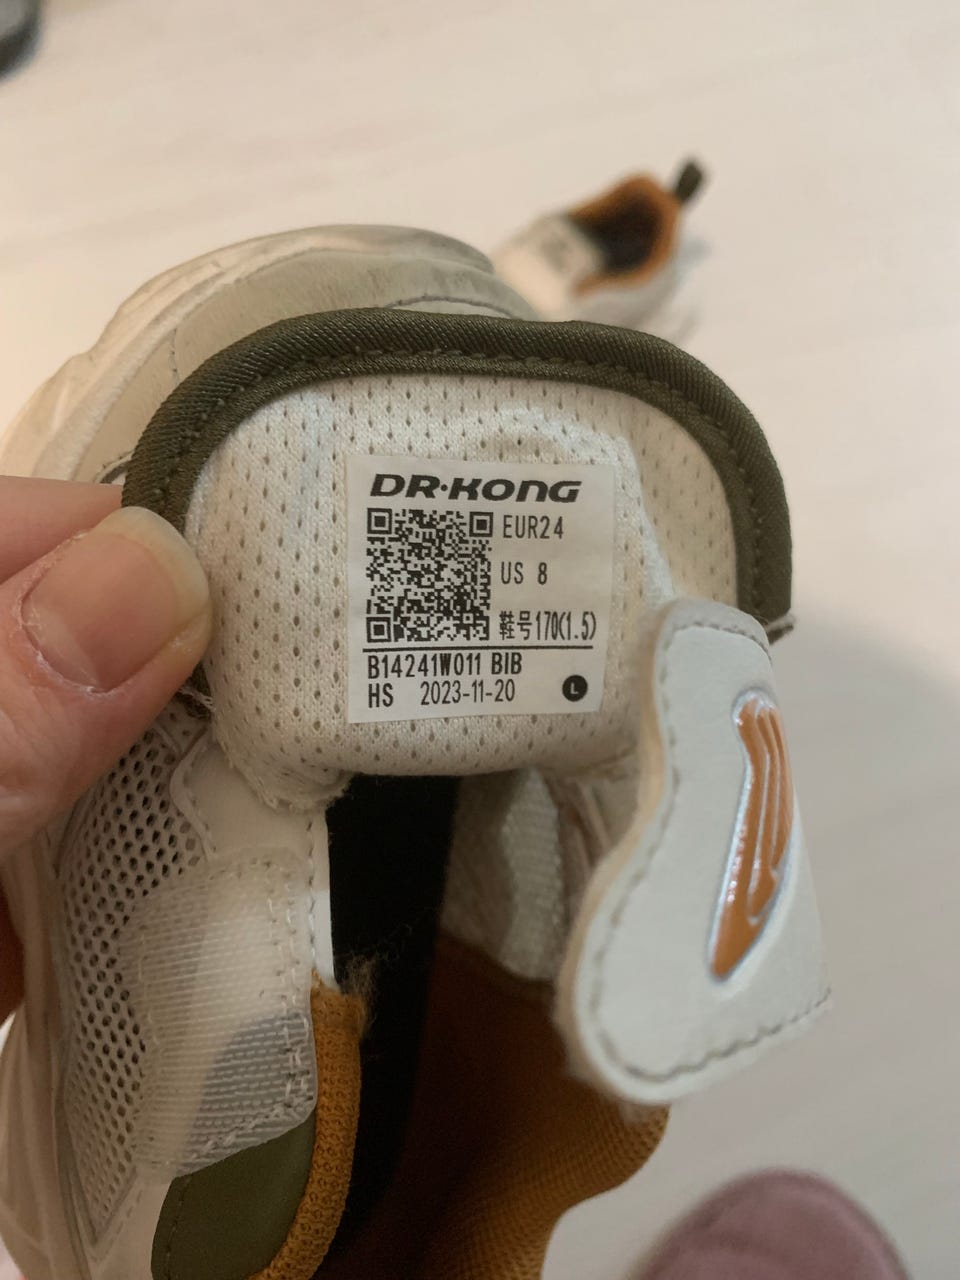 DR·KONG
EUR24
US 8
鞋号170(1.5)
B14241W011 BIB
HS 2023-11-20
L